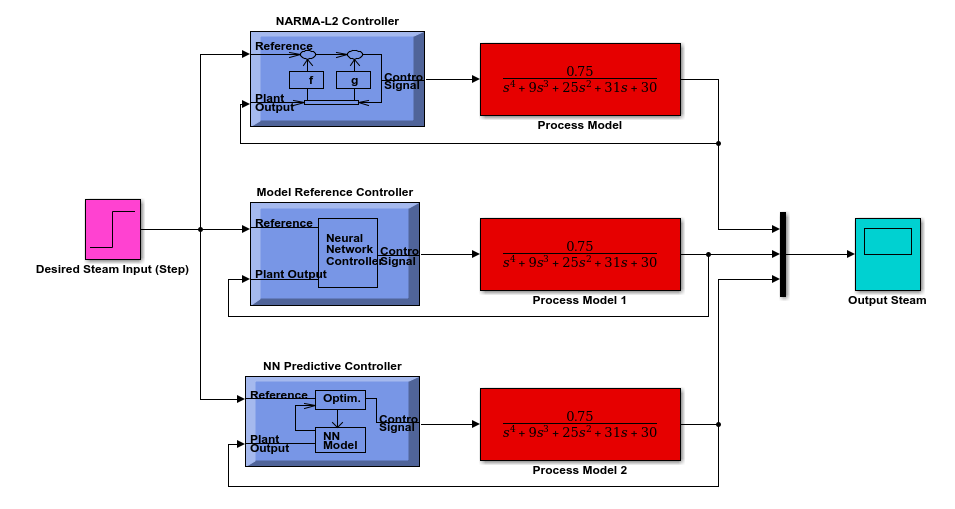 NARMA-L2 Controller
Reference
f
g
Contro
Signal
Plant
Output
0.75
s⁴ + 9s³ + 25s² + 31s + 30
Process Model
Desired Steam Input (Step)
Model Reference Controller
Reference
Neural
Network
Controller
Contro
Signal
Plant Output
0.75
s⁴ + 9s³ + 25s² + 31s + 30
Process Model 1
Output Steam
NN Predictive Controller
Reference
Optim.
Contro
Signal
Plant
Output
NN
Model
0.75
s⁴ + 9s³ + 25s² + 31s + 30
Process Model 2